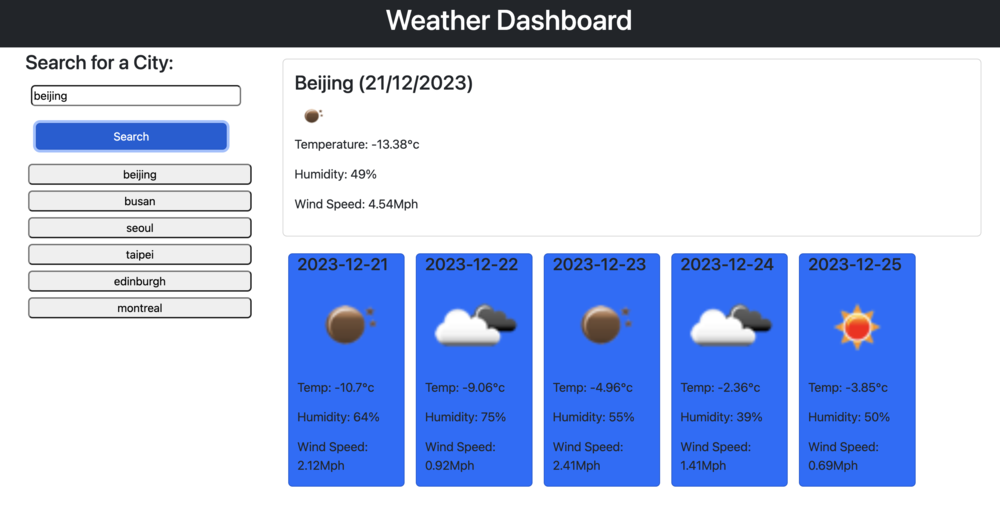 Weather Dashboard
Search for a City:
beijing
Search
beijing
busan
seoul
taipei
edinburgh
montreal
Beijing (21/12/2023)
Temperature: -13.38°c
Humidity: 49%
Wind Speed: 4.54Mph
2023-12-21
Temp: -10.7°c
Humidity: 64%
Wind Speed:
2.12Mph
2023-12-22
Temp: -9.06°c
Humidity: 75%
Wind Speed:
0.92Mph
2023-12-23
Temp: -4.96°c
Humidity: 55%
Wind Speed:
2.41Mph
2023-12-24
Temp: -2.36°c
Humidity: 39%
Wind Speed:
1.41Mph
2023-12-25
Temp: -3.85°c
Humidity: 50%
Wind Speed:
0.69Mph